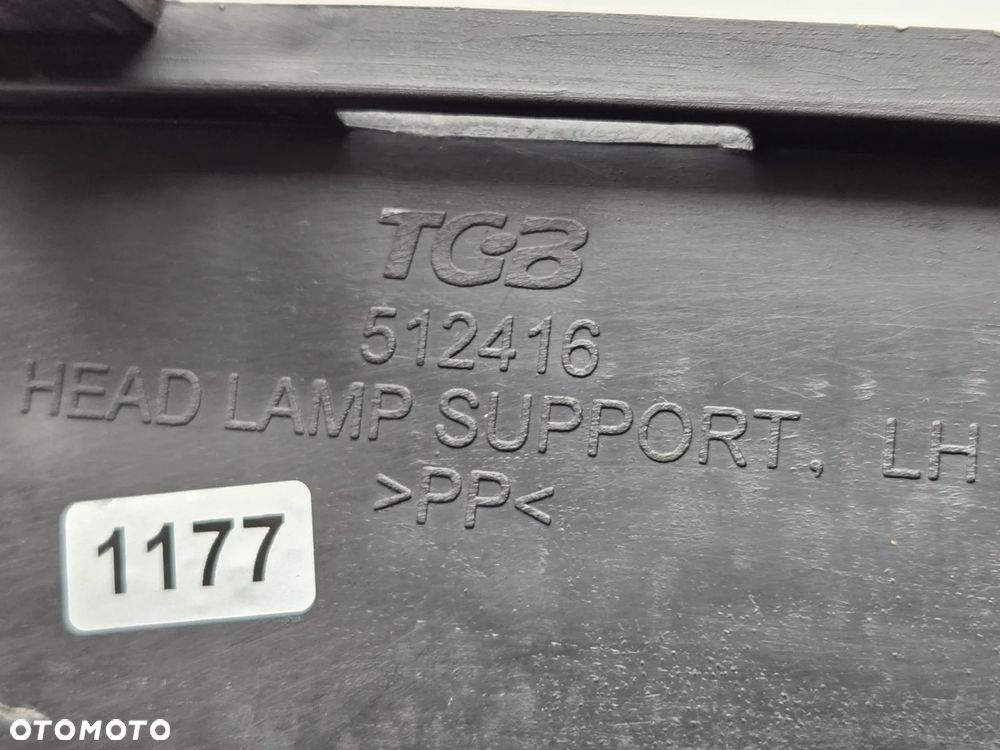 TGB
512416
HEAD LAMP SUPPORT, LH
>PP<
1177
OTOMOTO